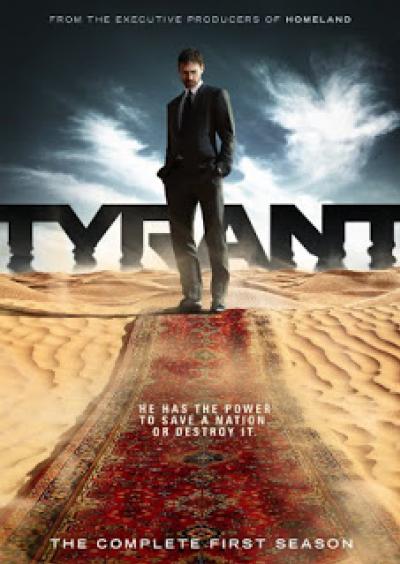 FROM THE EXECUTIVE PRODUCERS OF HOMELAND
TYRANT
HE HAS THE POWER
TO SAVE A NATION
OR DESTROY IT.
THE COMPLETE FIRST SEASON